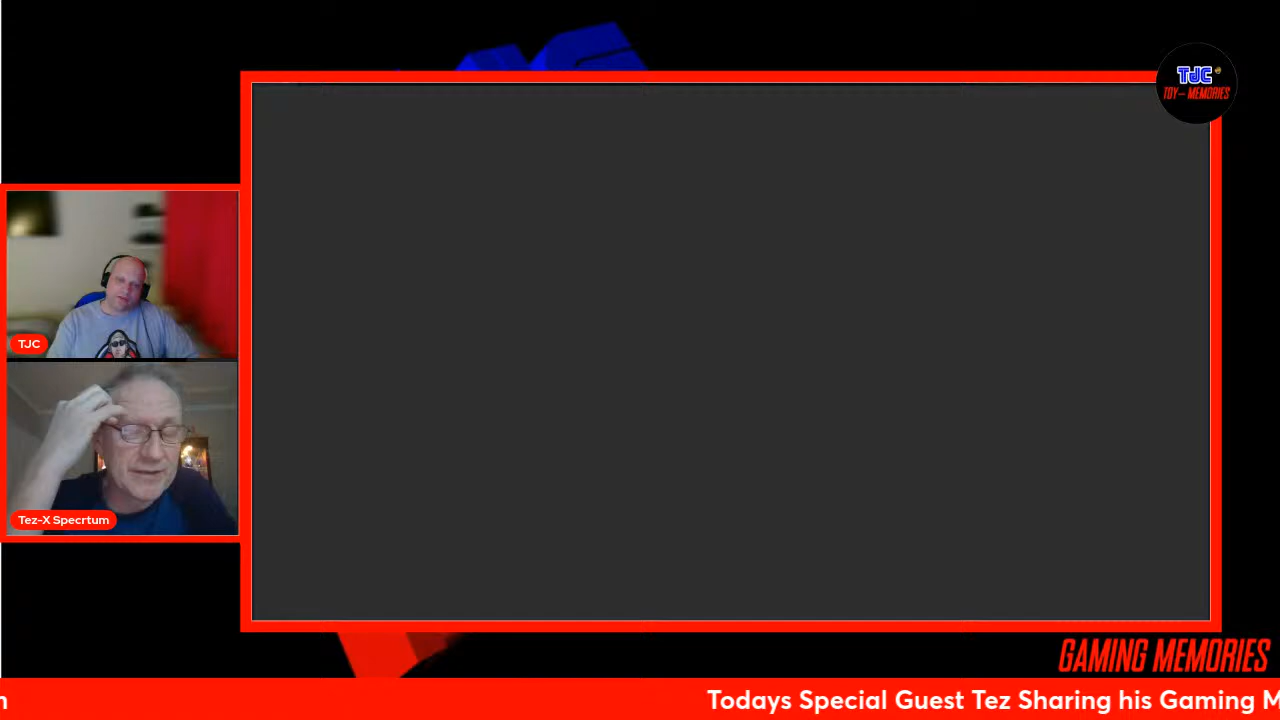 TJC
TOY- MEMORIES
TJC
Tez-X Specrtum
GAMING MEMORIES
n
Todays Special Guest Tez Sharing his Gaming M